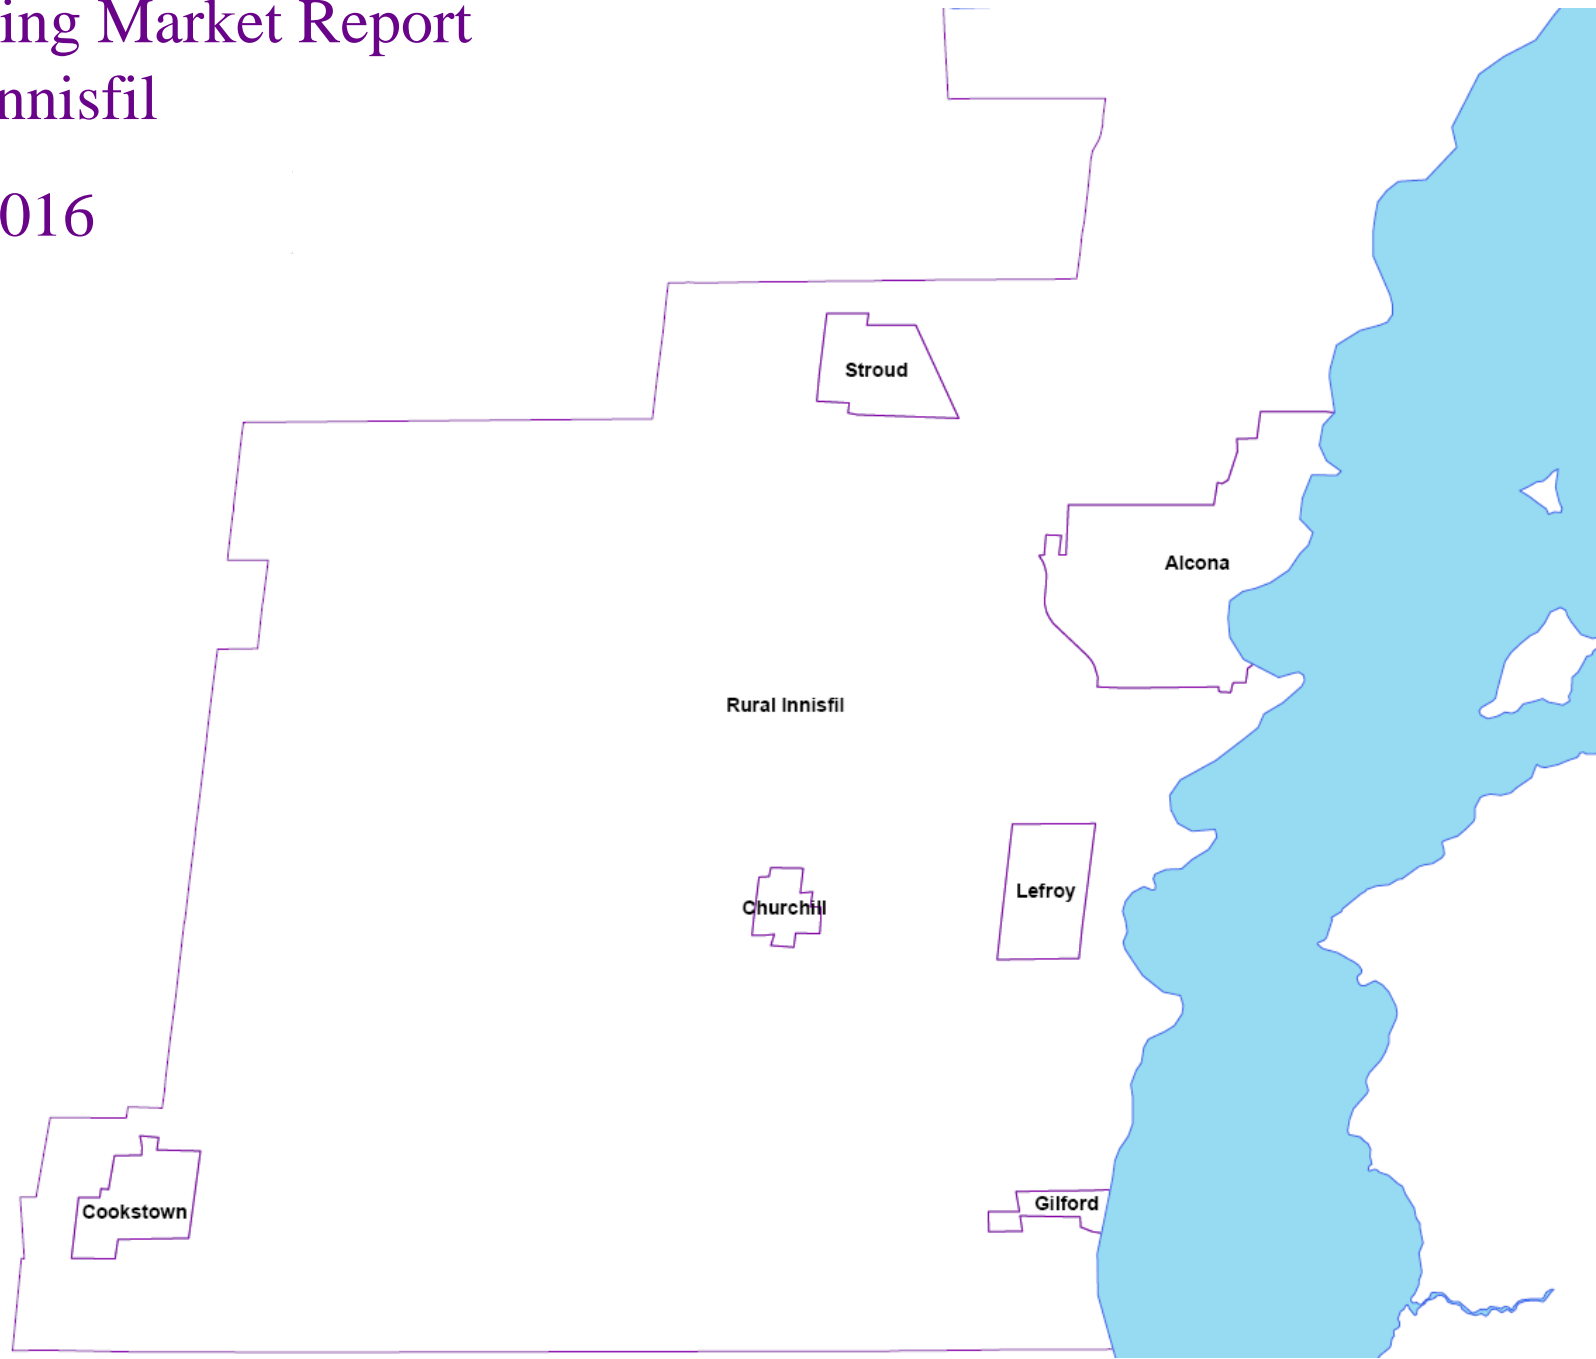 ing Market Report
nnisfil
016
Stroud
Alcona
Rural Innisfil
Lefroy
Churchill
Gilford
Cookstown